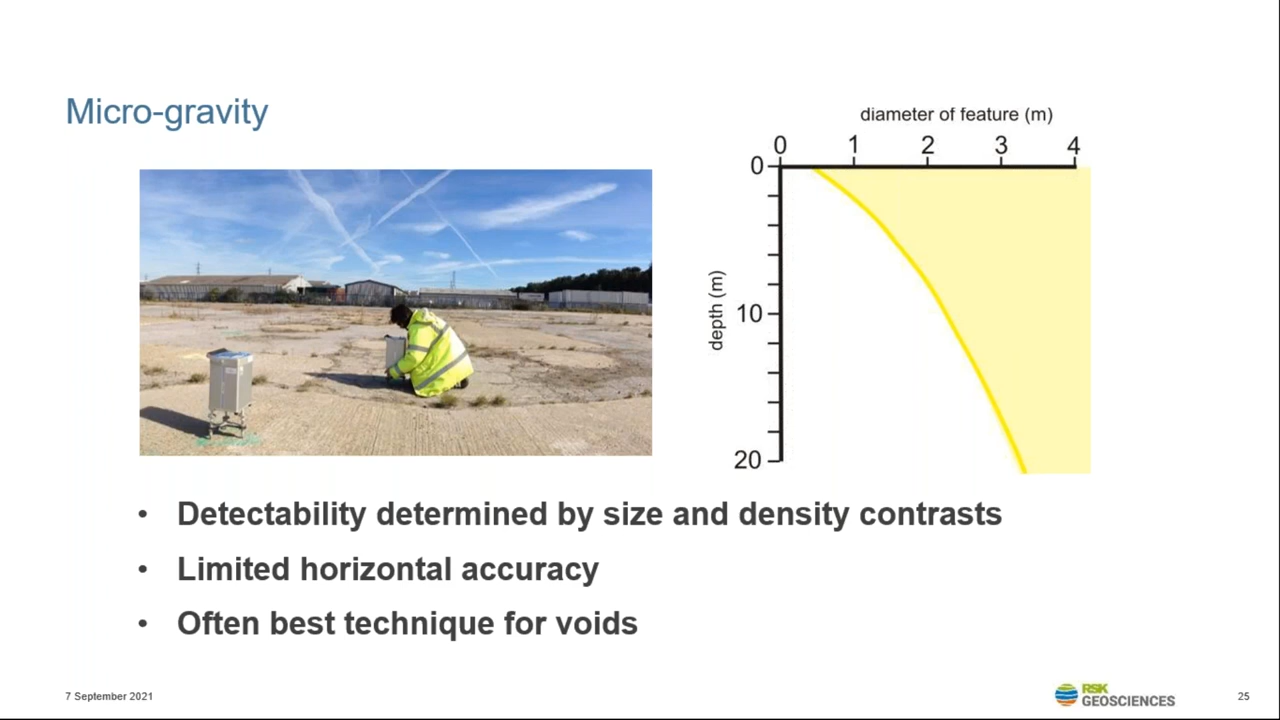 Micro-gravity
diameter of feature (m)
0 1 2 3 4
0
10
20
depth (m)
• Detectability determined by size and density contrasts
• Limited horizontal accuracy
• Often best technique for voids
7 September 2021
RSK
GEOSCIENCES
25